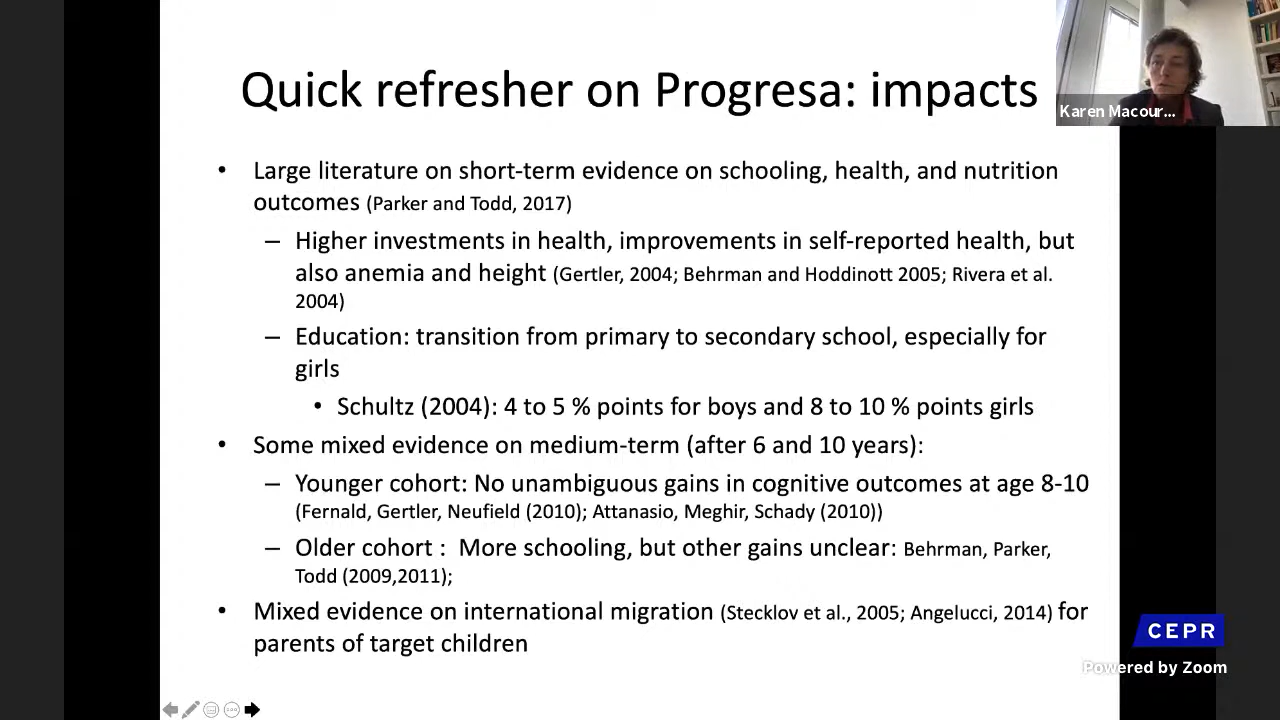 Quick refresher on Progresa: impacts
Karen Macour...
• Large literature on short-term evidence on schooling, health, and nutrition
outcomes (Parker and Todd, 2017)
– Higher investments in health, improvements in self-reported health, but
also anemia and height (Gertler, 2004; Behrman and Hoddinott 2005; Rivera et al.
2004)
– Education: transition from primary to secondary school, especially for
girls
• Schultz (2004): 4 to 5 % points for boys and 8 to 10 % points girls
• Some mixed evidence on medium-term (after 6 and 10 years):
– Younger cohort: No unambiguous gains in cognitive outcomes at age 8-10
(Fernald, Gertler, Neufield (2010); Attanasio, Meghir, Schady (2010))
– Older cohort : More schooling, but other gains unclear: Behrman, Parker,
Todd (2009,2011);
• Mixed evidence on international migration (Stecklov et al., 2005; Angelucci, 2014) for
parents of target children
CEPR
Powered by Zoom